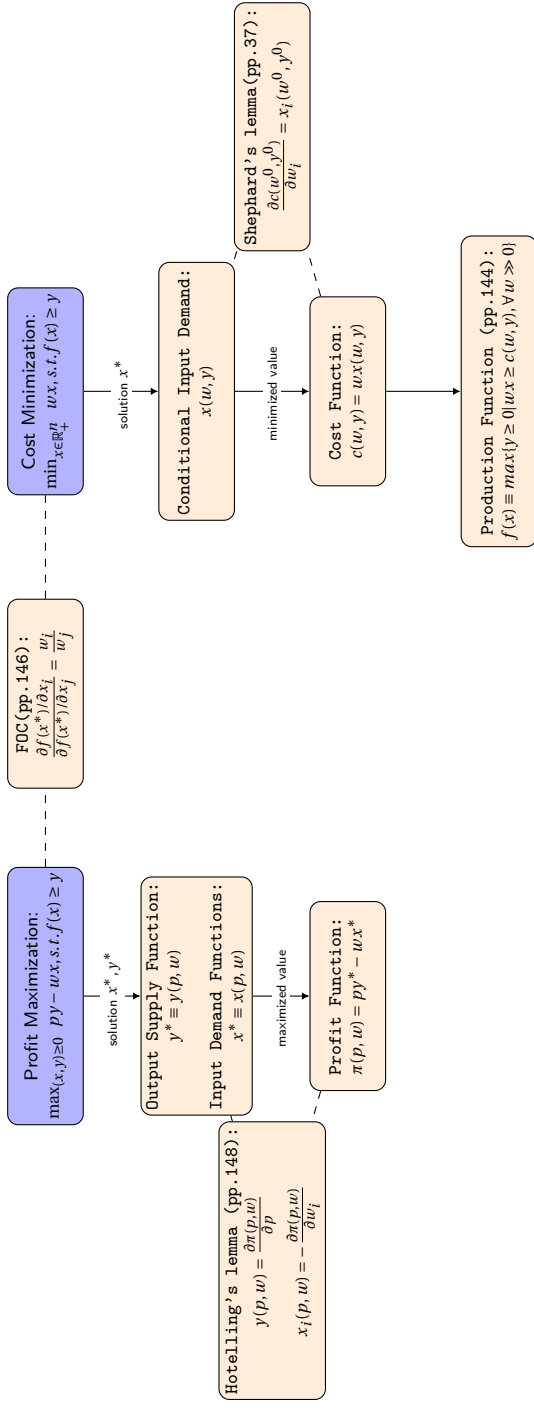 Profit Maximization:
max_{(x,y)≥0} py − wx, s.t. f(x) ≥ y
solution x*, y*
Output Supply Function:
y* ≡ y(p, w)
Input Demand Functions:
x* ≡ x(p, w)
maximized value
Profit Function:
π(p, w) = py* − wx*
Hotelling's lemma (pp.148):
y(p, w) = ∂π(p,w)/∂p
x_i(p, w) = − ∂π(p,w)/∂w_i
FOC(pp.146):
∂f(x*)/∂x_i / ∂f(x*)/∂x_j = w_i/w_j
Cost Minimization:
min_{x∈ℝ^n_+} wx, s.t. f(x) ≥ y
solution x*
Conditional Input Demand:
x(w, y)
minimized value
Cost Function:
c(w, y) = wx(w, y)
Shephard's lemma(pp.37):
∂c(w^0,y^0)/∂w_i = x_i(w^0, y^0)
Production Function (pp.144):
f(x) ≡ max{y ≥ 0|wx ≥ c(w, y), ∀w ≫ 0}